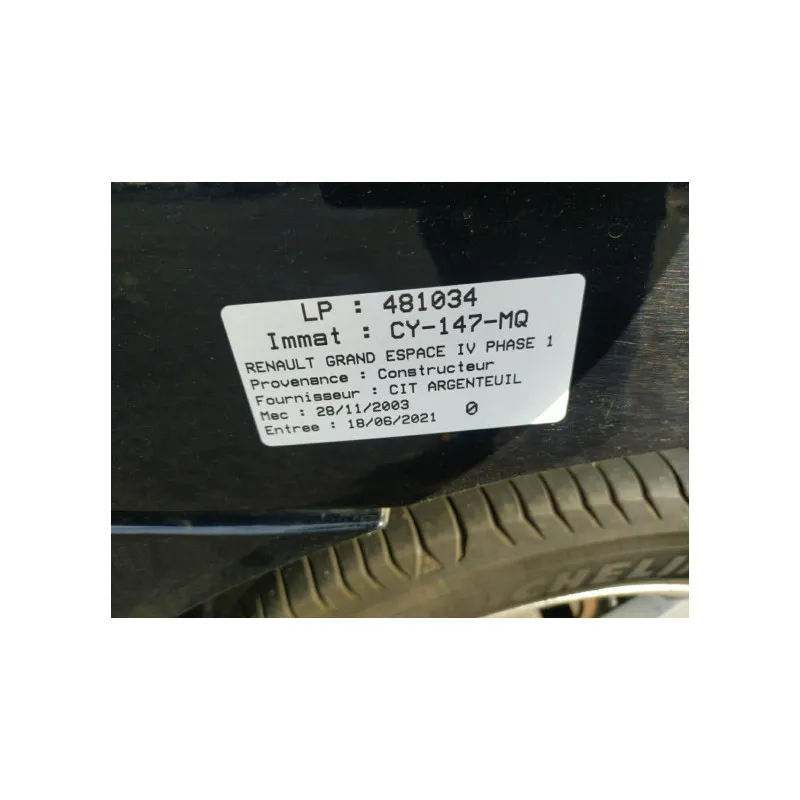 LP : 481034
Immat : CY-147-MQ
RENAULT GRAND ESPACE IV PHASE 1
Provenance : Constructeur
Fournisseur : CIT ARGENTEUIL
Mec : 28/11/2003
Entree : 18/06/2021 0
CHELIN